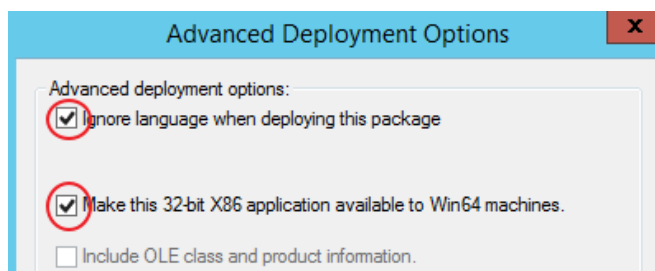 Advanced Deployment Options
x
Advanced deployment options:
Ignore language when deploying this package
Make this 32-bit X86 application available to Win64 machines.
Include OLE class and product information.